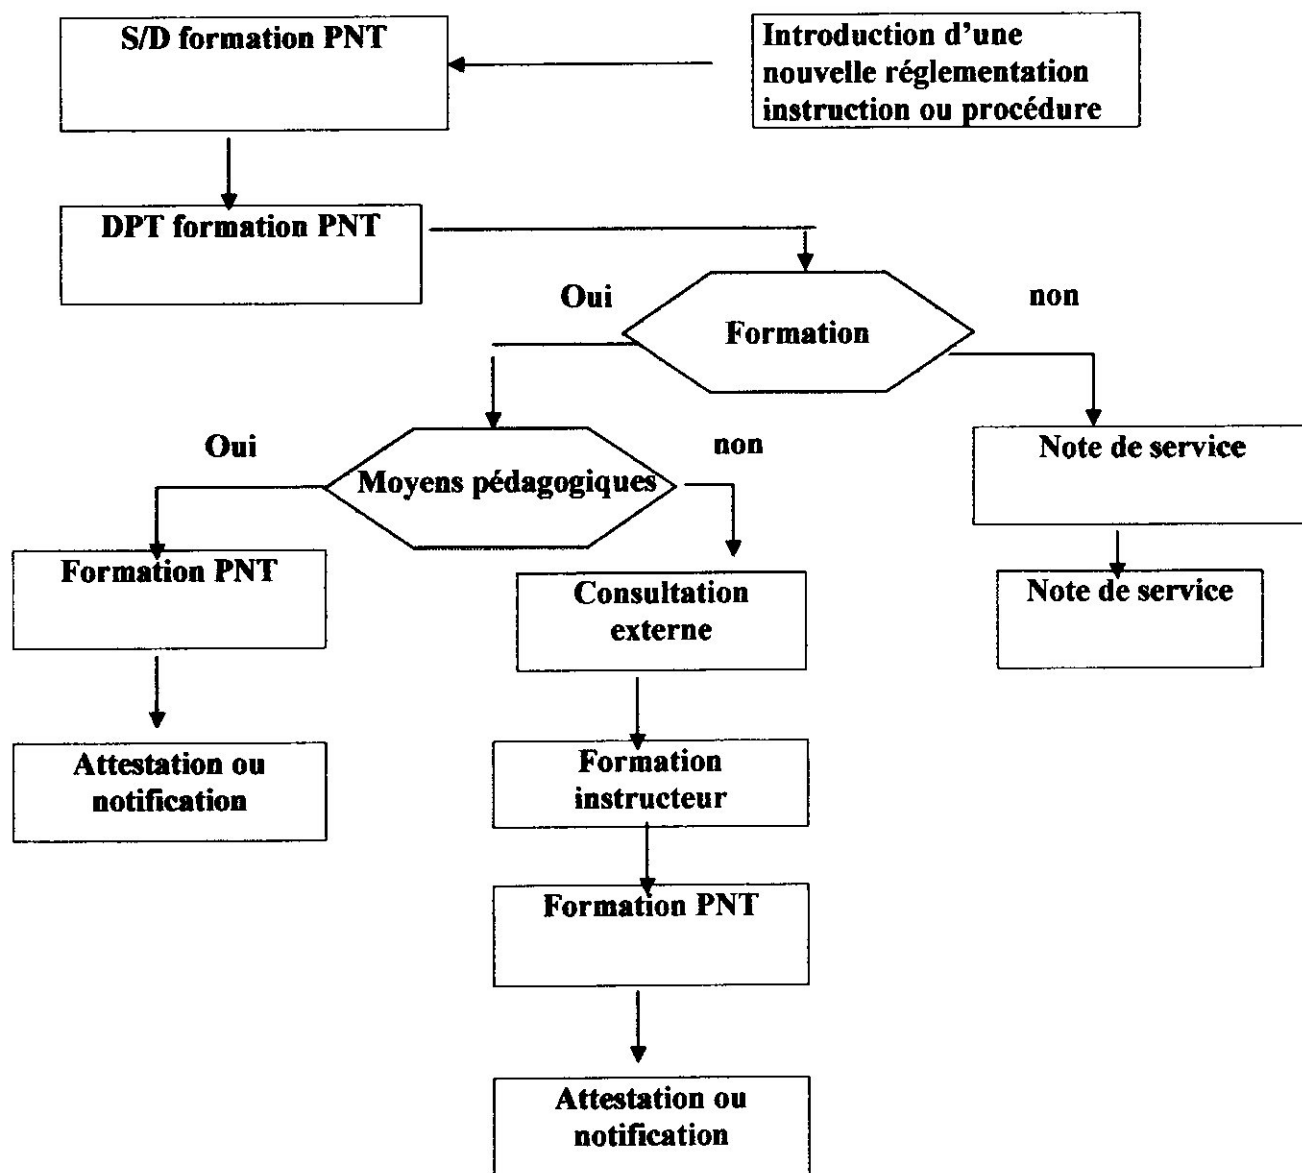 S/D formation PNT
Introduction d'une
nouvelle réglementation
instruction ou procédure
DPT formation PNT
Oui
non
Formation
Oui
non
Note de service
Moyens pédagogiques
Formation PNT
Consultation
externe
Note de service
Attestation ou
notification
Formation
instructeur
Formation PNT
Attestation ou
notification